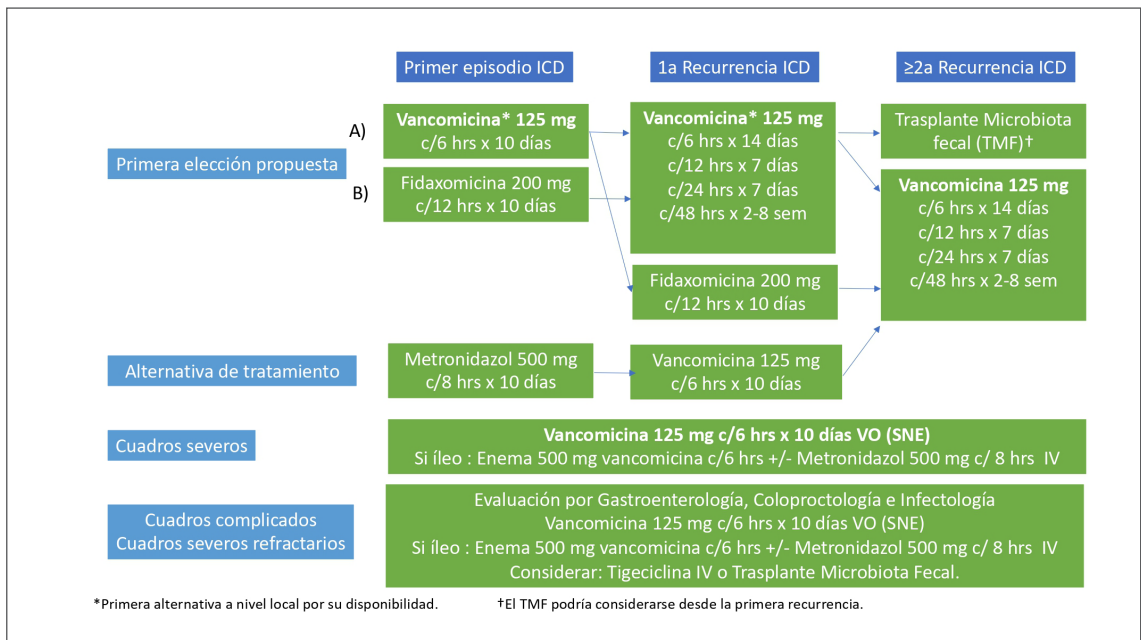 Primer episodio ICD
1a Recurrencia ICD
≥2a Recurrencia ICD
Primera elección propuesta
A)
Vancomicina* 125 mg
c/6 hrs x 10 días
B)
Fidaxomicina 200 mg
c/12 hrs x 10 días
Vancomicina* 125 mg
c/6 hrs x 14 días
c/12 hrs x 7 días
c/24 hrs x 7 días
c/48 hrs x 2-8 sem
Fidaxomicina 200 mg
c/12 hrs x 10 días
Trasplante Microbiota
fecal (TMF)†
Vancomicina 125 mg
c/6 hrs x 14 días
c/12 hrs x 7 días
c/24 hrs x 7 días
c/48 hrs x 2-8 sem
Alternativa de tratamiento
Metronidazol 500 mg
c/8 hrs x 10 días
Vancomicina 125 mg
c/6 hrs x 10 días
Cuadros severos
Vancomicina 125 mg c/6 hrs x 10 días VO (SNE)
Si íleo : Enema 500 mg vancomicina c/6 hrs +/- Metronidazol 500 mg c/ 8 hrs IV
Cuadros complicados
Cuadros severos refractarios
Evaluación por Gastroenterología, Coloproctología e Infectología
Vancomicina 125 mg c/6 hrs x 10 días VO (SNE)
Si íleo : Enema 500 mg vancomicina c/6 hrs +/- Metronidazol 500 mg c/ 8 hrs IV
Considerar: Tigeciclina IV o Trasplante Microbiota Fecal.
*Primera alternativa a nivel local por su disponibilidad.
†El TMF podría considerarse desde la primera recurrencia.